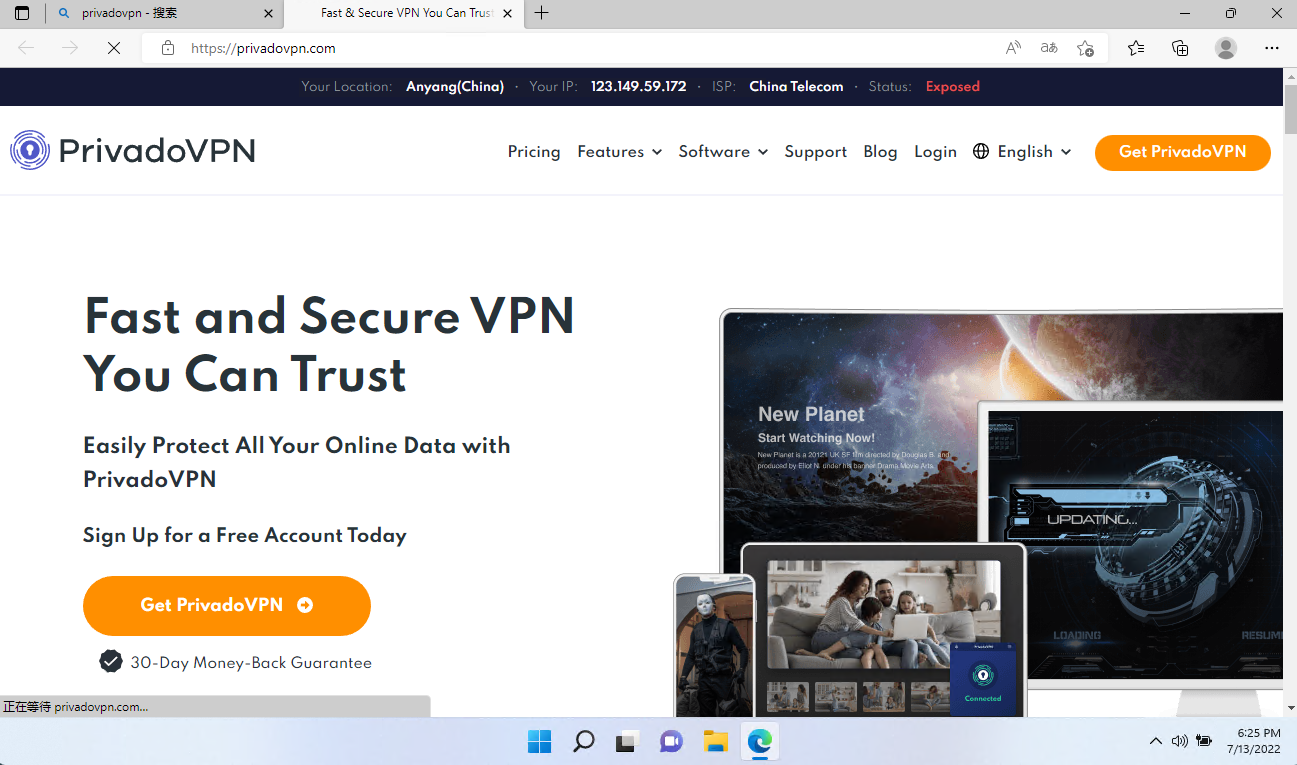 privadovpn - 搜索
Fast & Secure VPN You Can Trust
https://privadovpn.com
Your Location: Anyang(China) · Your IP: 123.149.59.172 · ISP: China Telecom · Status: Exposed
PrivadoVPN
Pricing Features Software Support Blog Login English Get PrivadoVPN
Fast and Secure VPN
You Can Trust
Easily Protect All Your Online Data with
PrivadoVPN
Sign Up for a Free Account Today
Get PrivadoVPN
30-Day Money-Back Guarantee
New Planet
Start Watching Now!
New Planet is a 20121 UK SF film directed by Douglas B. and
produced by Eliot N. under his banner Drama Movie Arts.
UPDATING...
LOADING
RESUM
PrivadoVPN
Connected
正在等待 privadovpn.com...
6:25 PM
7/13/2022